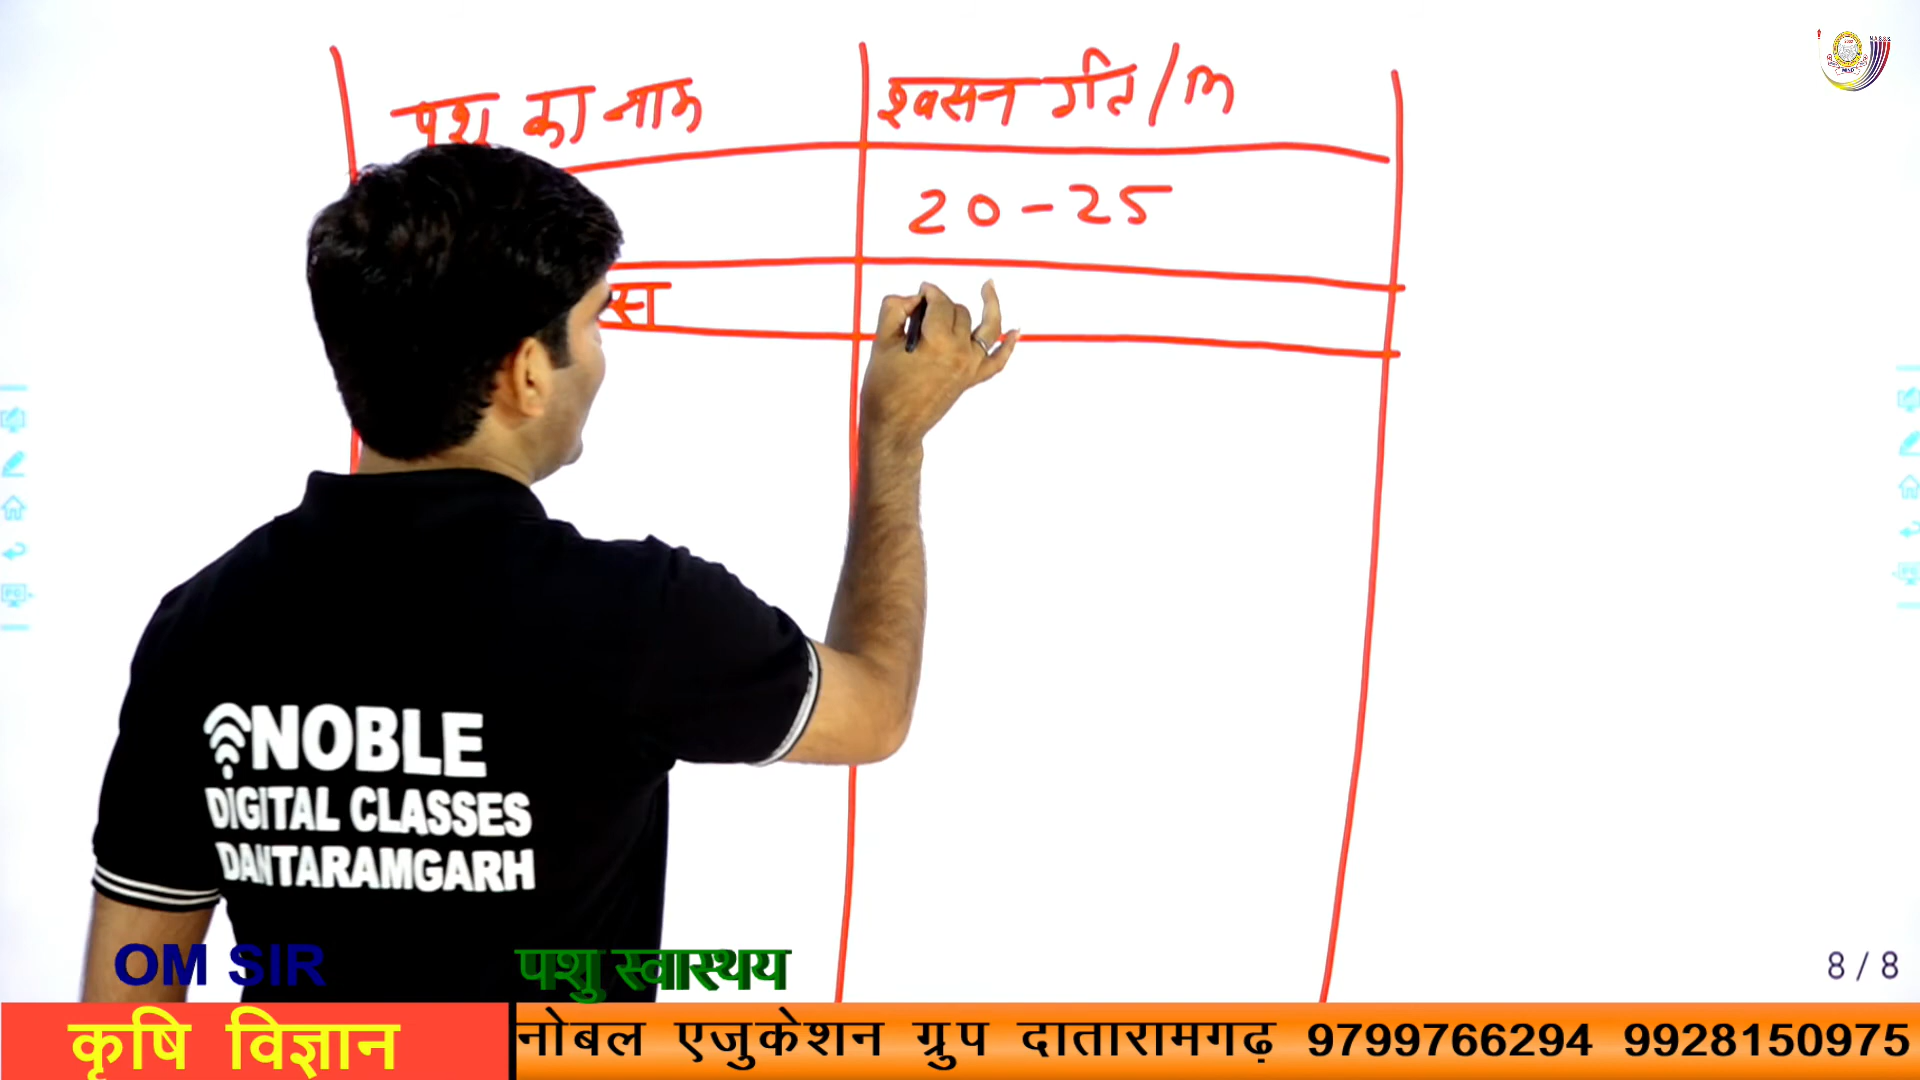 पशु का नाम
श्वसन गति / m
20-25
NOBLE
DIGITAL CLASSES
DANTARAMGARH
OM SIR
पशु स्वास्थय
8 / 8
कृषि विज्ञान
नोबल एजुकेशन ग्रुप दातारामगढ़ 9799766294 9928150975